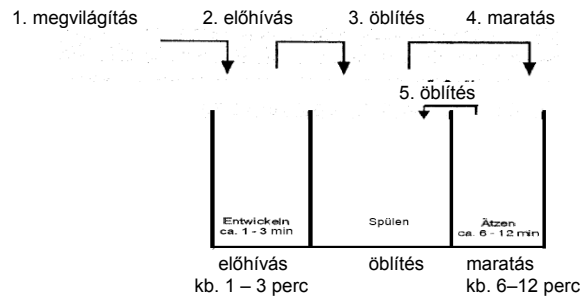 1. megvilágítás 2. előhívás 3. öblítés 4. maratás
5. öblítés
Entwickeln Spülen Ätzen
ca. 1 - 3 min ca. 6 - 12 min
előhívás öblítés maratás
kb. 1 – 3 perc kb. 6–12 perc